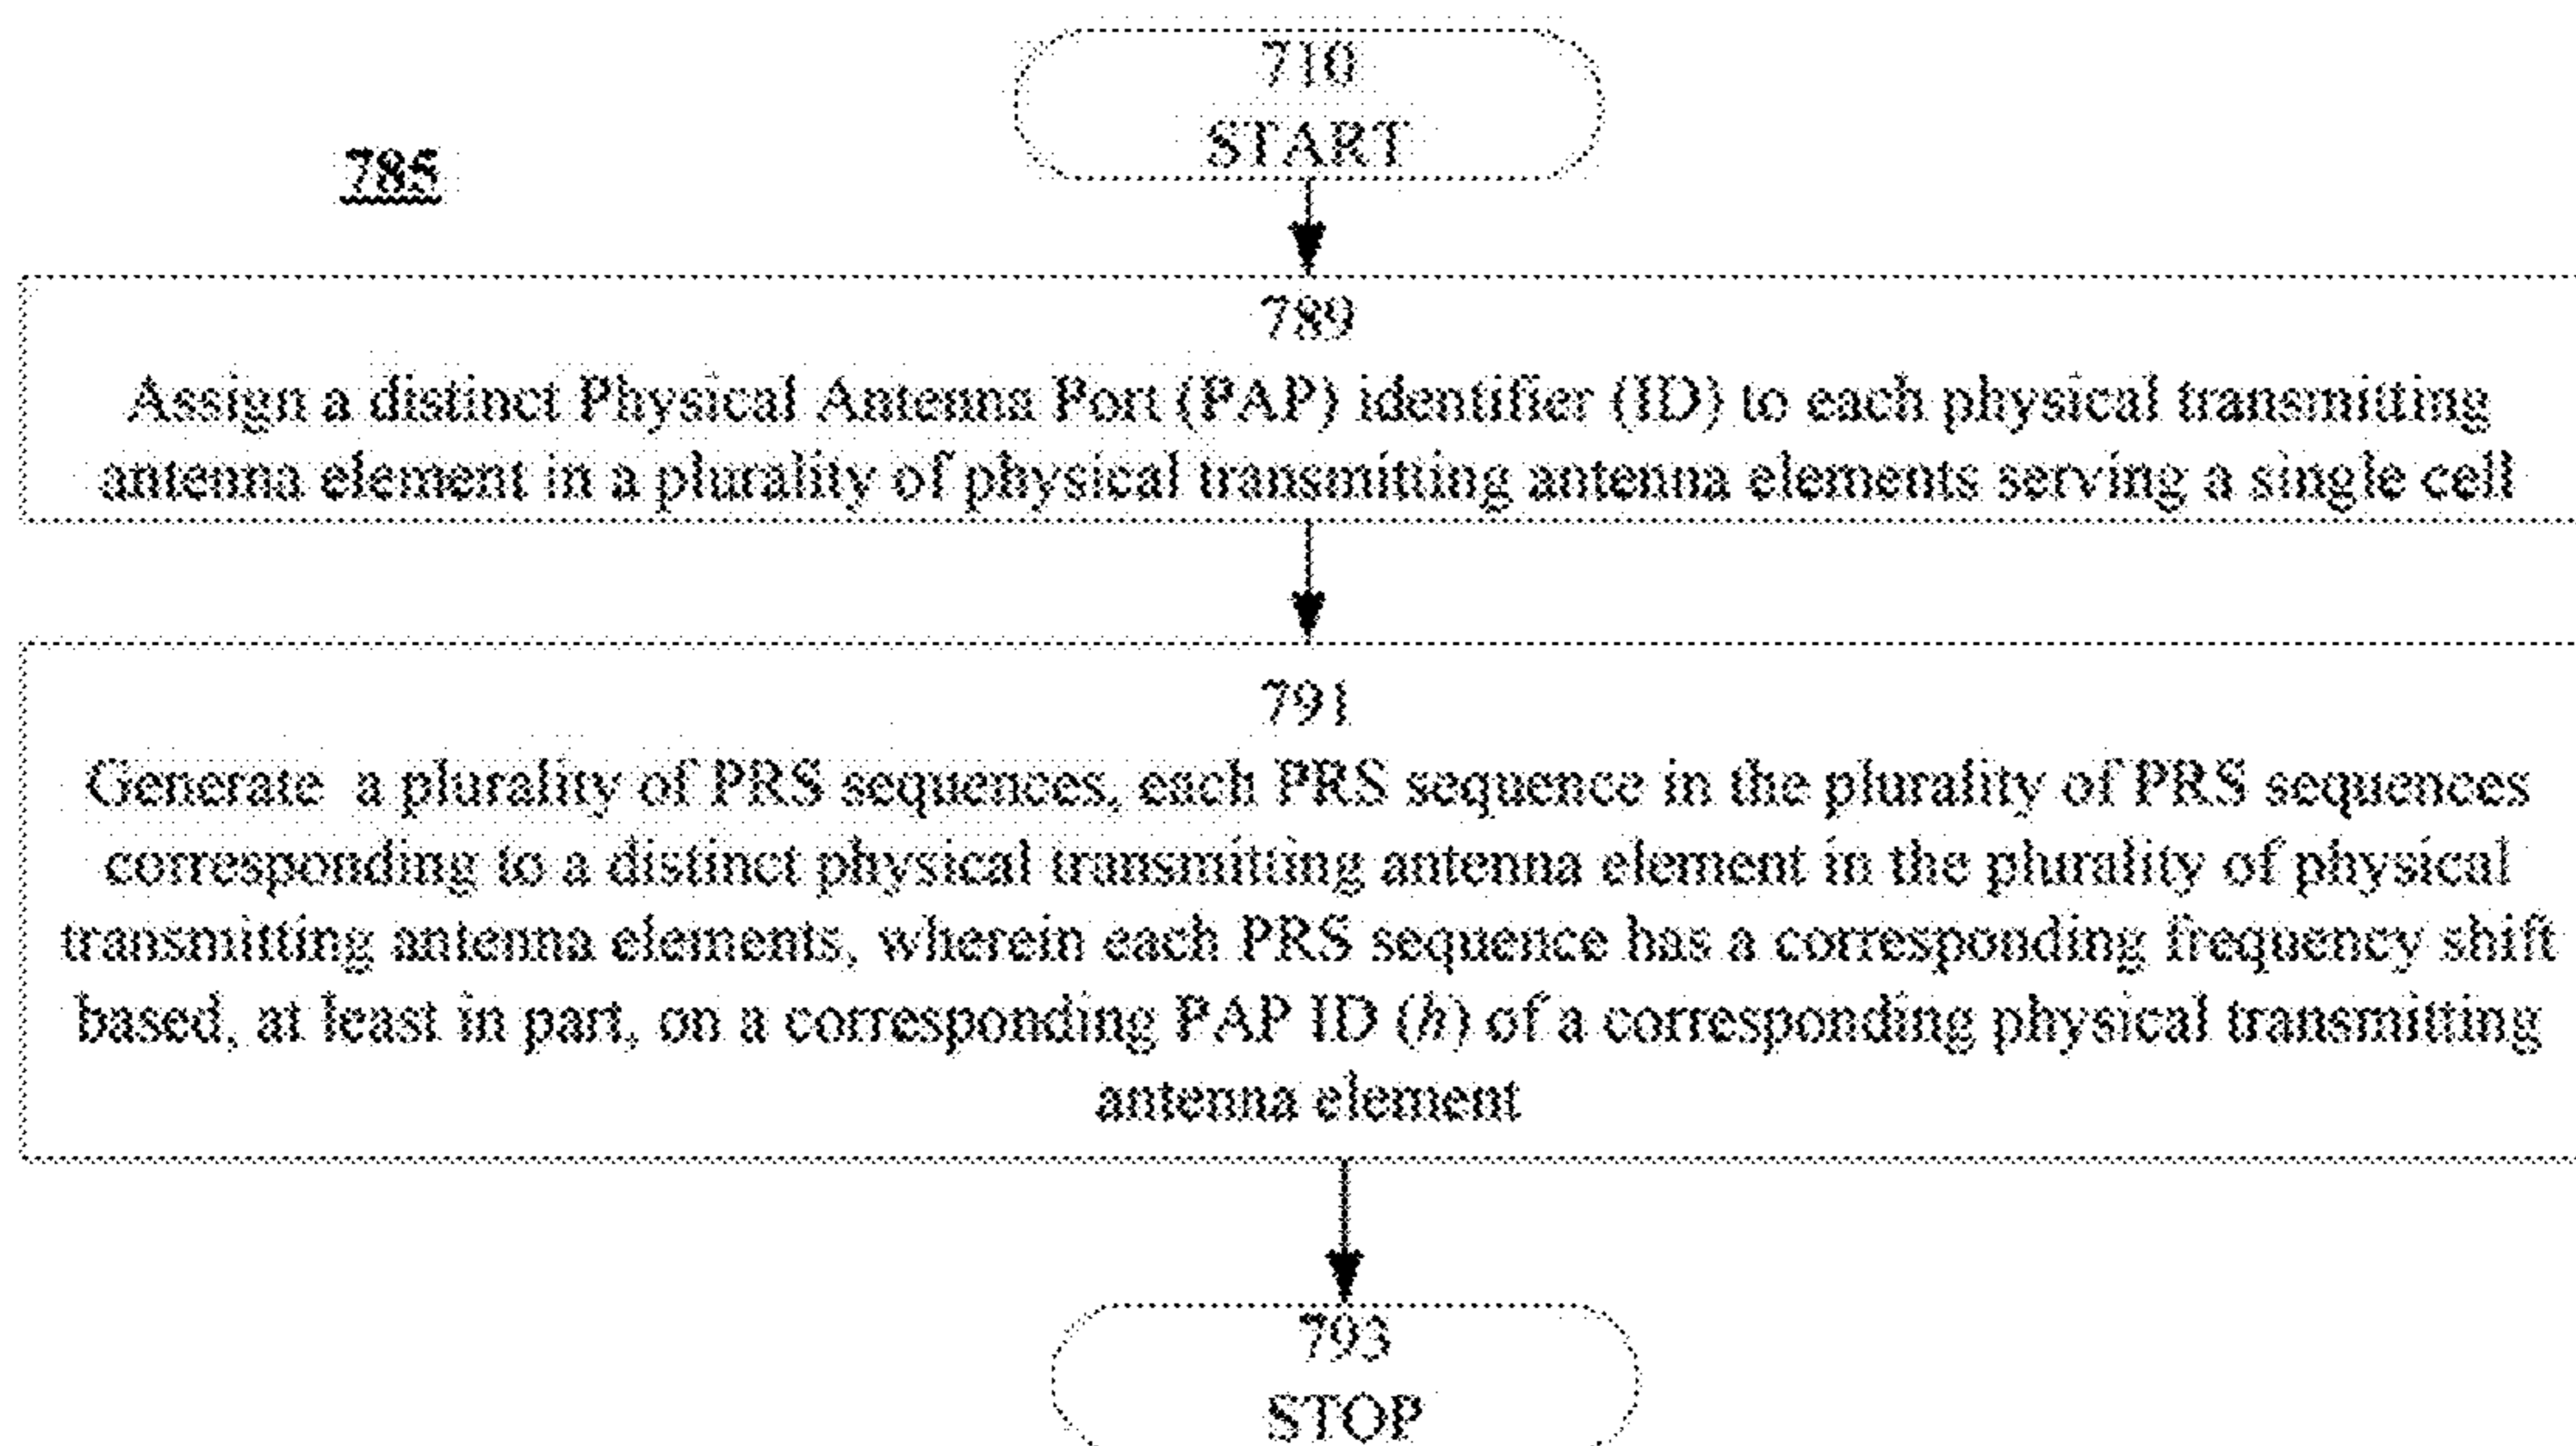 710
START
785
789
Assign a distinct Physical Antenna Port (PAP) identifier (ID) to each physical transmitting
antenna element in a plurality of physical transmitting antenna elements serving a single cell
791
Generate a plurality of PRS sequences, each PRS sequence in the plurality of PRS sequences
corresponding to a distinct physical transmitting antenna element in the plurality of physical
transmitting antenna elements, wherein each PRS sequence has a corresponding frequency shift
based, at least in part, on a corresponding PAP ID (h) of a corresponding physical transmitting
antenna element
793
STOP